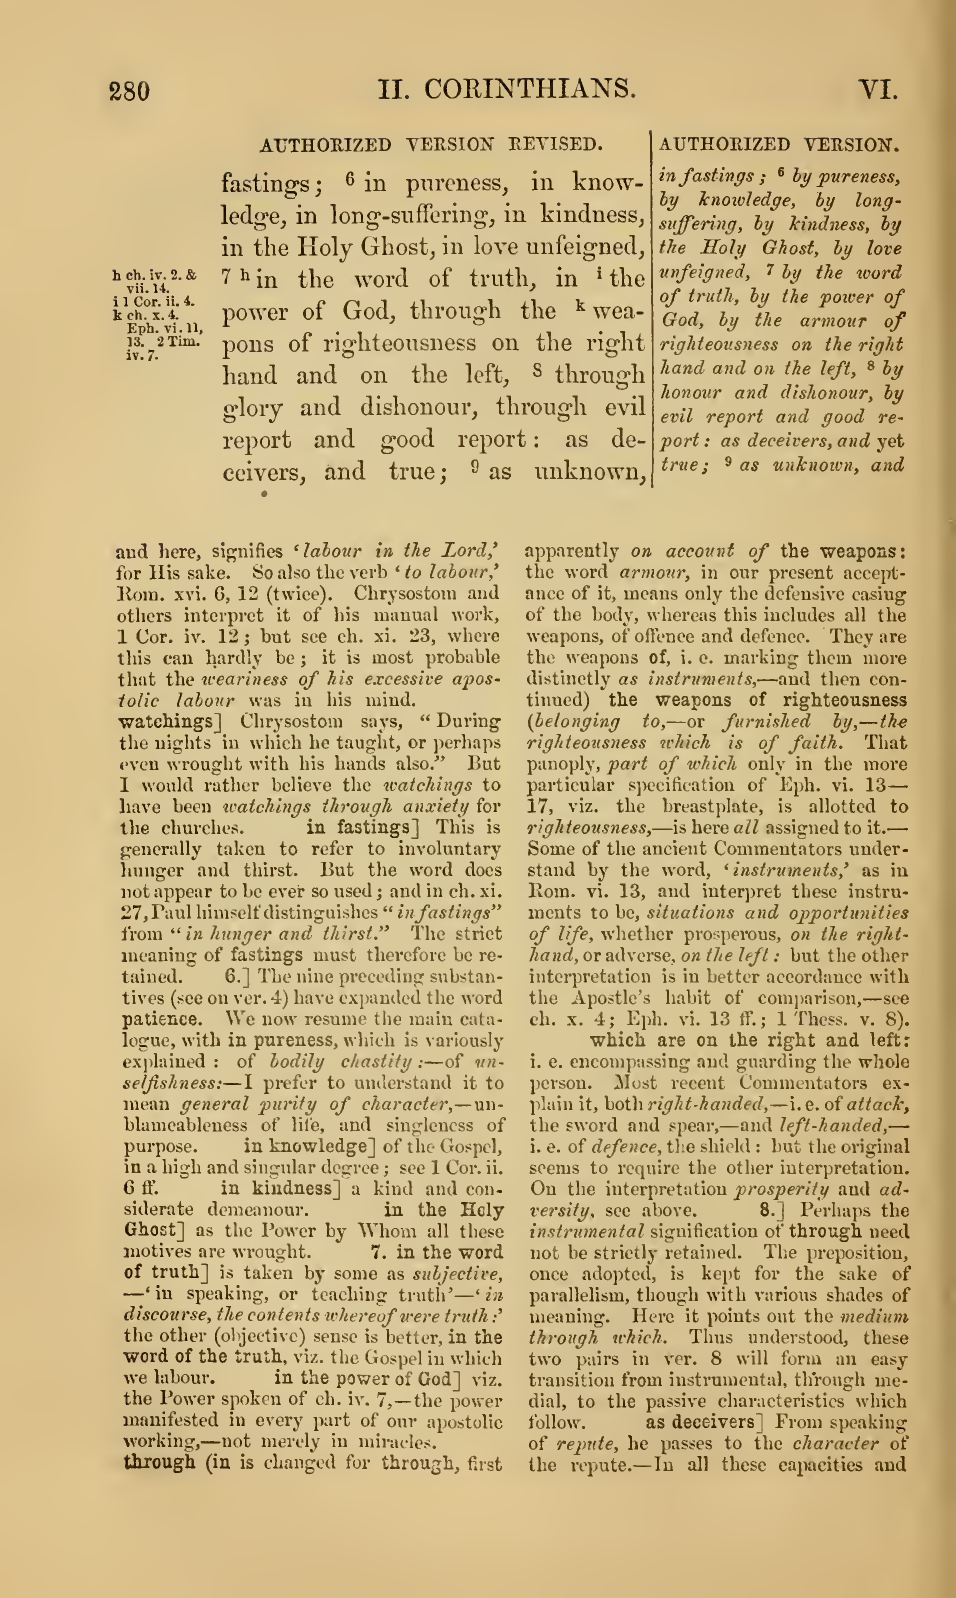 280
II. CORINTHIANS.
VI.
AUTHORIZED VERSION REVISED.
fastings; 6 in pureness, in know-
ledge, in long-suffering, in kindness,
in the Holy Ghost, in love unfeigned,
7 h in the word of truth, in i the
power of God, through the k wea-
pons of righteousness on the right
hand and on the left, 8 through
glory and dishonour, through evil
report and good report: as de-
ceivers, and true; 9 as unknown,
h ch. iv. 2. &
vii. 14.
i 1 Cor. ii. 4.
k ch. x. 4.
Eph. vi. 11,
13. 2 Tim.
iv. 7.
AUTHORIZED VERSION.
in fastings; 6 by pureness,
by knowledge, by long-
suffering, by kindness, by
the Holy Ghost, by love
unfeigned, 7 by the word
of truth, by the power of
God, by the armour of
righteousness on the right
hand and on the left, 8 by
honour and dishonour, by
evil report and good re-
port: as deceivers, and yet
true; 9 as unknown, and
and here, signifies ‘labour in the Lord,’
for His sake. So also the verb ‘to labour,’
Rom. xvi. 6, 12 (twice). Chrysostom and
others interpret it of his manual work,
1 Cor. iv. 12; but see ch. xi. 23, where
this can hardly be; it is most probable
that the weariness of his excessive apos-
tolic labour was in his mind.
watchings] Chrysostom says, “During
the nights in which he taught, or perhaps
even wrought with his hands also.” But
I would rather believe the watchings to
have been watchings through anxiety for
the churches. in fastings] This is
generally taken to refer to involuntary
hunger and thirst. But the word does
not appear to be ever so used; and in ch. xi.
27, Paul himself distinguishes “in fastings”
from “in hunger and thirst.” The strict
meaning of fastings must therefore be re-
tained. 6.] The nine preceding substan-
tives (see on ver. 4) have expanded the word
patience. We now resume the main cata-
logue, with in pureness, which is variously
explained: of bodily chastity:—of un-
selfishness:—I prefer to understand it to
mean general purity of character,—un-
blameableness of life, and singleness of
purpose. in knowledge] of the Gospel,
in a high and singular degree; see 1 Cor. ii.
6 ff. in kindness] a kind and con-
siderate demeanour. in the Holy
Ghost] as the Power by Whom all these
motives are wrought. 7. in the word
of truth] is taken by some as subjective,
—‘in speaking, or teaching truth’—‘in
discourse, the contents whereof were truth:’
the other (objective) sense is better, in the
word of the truth, viz. the Gospel in which
we labour. in the power of God] viz.
the Power spoken of ch. iv. 7,—the power
manifested in every part of our apostolic
working,—not merely in miracles.
through (in is changed for through, first
apparently on account of the weapons:
the word armour, in our present accept-
ance of it, means only the defensive casing
of the body, whereas this includes all the
weapons, of offence and defence. They are
the weapons of, i. e. marking them more
distinctly as instruments,—and then con-
tinued) the weapons of righteousness
(belonging to,—or furnished by,—the
righteousness which is of faith. That
panoply, part of which only in the more
particular specification of Eph. vi. 13—
17, viz. the breastplate, is allotted to
righteousness,—is here all assigned to it.—
Some of the ancient Commentators under-
stand by the word, ‘instruments,’ as in
Rom. vi. 13, and interpret these instru-
ments to be, situations and opportunities
of life, whether prosperous, on the right-
hand, or adverse, on the left: but the other
interpretation is in better accordance with
the Apostle's habit of comparison,—see
ch. x. 4; Eph. vi. 13 ff.; 1 Thess. v. 8).
which are on the right and left:
i. e. encompassing and guarding the whole
person. Most recent Commentators ex-
plain it, both right-handed,—i. e. of attack,
the sword and spear,—and left-handed,—
i. e. of defence, the shield: but the original
seems to require the other interpretation.
On the interpretation prosperity and ad-
versity, see above. 8.] Perhaps the
instrumental signification of through need
not be strictly retained. The preposition,
once adopted, is kept for the sake of
parallelism, though with various shades of
meaning. Here it points out the medium
through which. Thus understood, these
two pairs in ver. 8 will form an easy
transition from instrumental, through me-
dial, to the passive characteristics which
follow. as deceivers] From speaking
of repute, he passes to the character of
the repute.—In all these capacities and